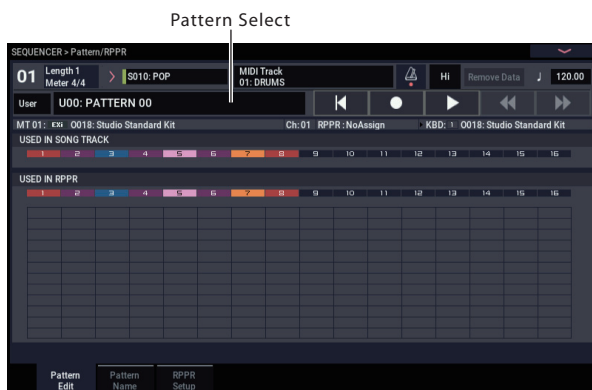 Pattern Select
SEQUENCER > Pattern/RPPR
01 Length 1 Meter 4/4 S010: POP MIDI Track 01: DRUMS Hi Remove Data ♩ 120.00
User U00: PATTERN 00
MT 01: EXi O018: Studio Standard Kit Ch:01 RPPR:NoAssign KBD: 1 O018: Studio Standard Kit
USED IN SONG TRACK
1 2 3 4 5 6 7 8 9 10 11 12 13 14 15 16
USED IN RPPR
1 2 3 4 5 6 7 8 9 10 11 12 13 14 15 16
Pattern Edit Pattern Name RPPR Setup